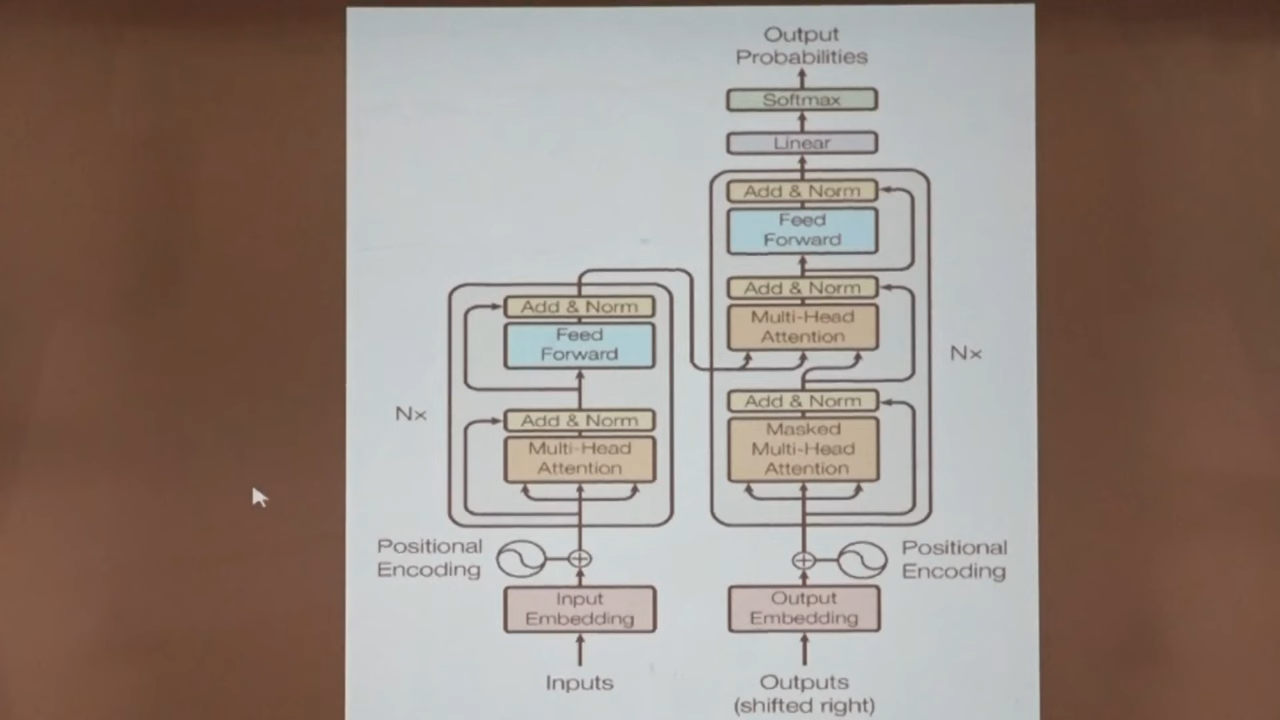 Output
Probabilities
Softmax
Linear
Add & Norm
Feed
Forward
Add & Norm
Multi-Head
Attention
Nx
Add & Norm
Masked
Multi-Head
Attention
Add & Norm
Feed
Forward
Nx
Add & Norm
Multi-Head
Attention
Positional
Encoding
Positional
Encoding
Input
Embedding
Output
Embedding
Inputs
Outputs
(shifted right)